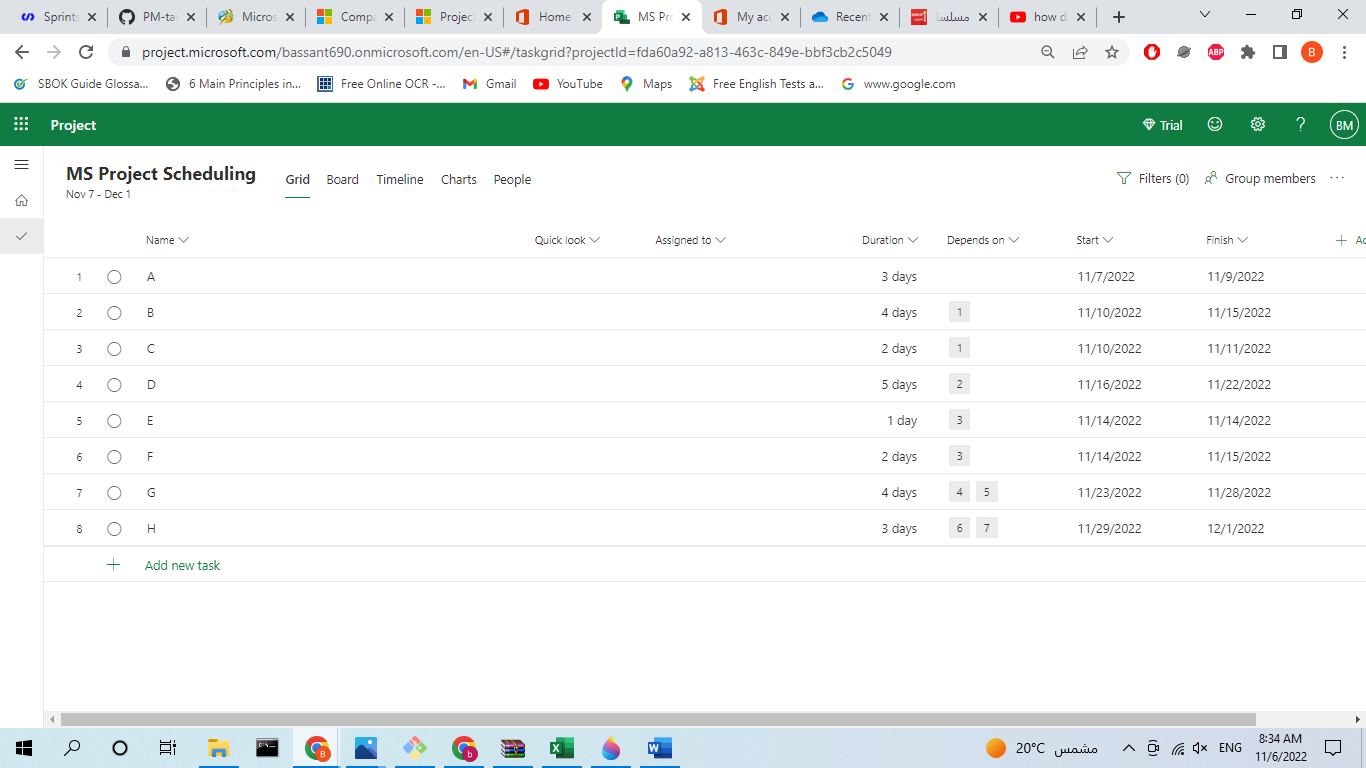 Sprints
PM-ta
Micros
Comp
Project
Home
MS Pro
My acc
Recent
مسلسل
how d
project.microsoft.com/bassant690.onmicrosoft.com/en-US#/taskgrid?projectId=fda60a92-a813-463c-849e-bbf3cb2c5049
ABP
B
SBOK Guide Glossa...
6 Main Principles in...
Free Online OCR -...
Gmail
YouTube
Maps
Free English Tests a...
www.google.com
Project
Trial
?
BM
MS Project Scheduling
Nov 7 - Dec 1
Grid
Board
Timeline
Charts
People
Filters (0)
Group members
Name
Quick look
Assigned to
Duration
Depends on
Start
Finish
1 A 3 days 11/7/2022 11/9/2022
2 B 4 days 1 11/10/2022 11/15/2022
3 C 2 days 1 11/10/2022 11/11/2022
4 D 5 days 2 11/16/2022 11/22/2022
5 E 1 day 3 11/14/2022 11/14/2022
6 F 2 days 3 11/14/2022 11/15/2022
7 G 4 days 4 5 11/23/2022 11/28/2022
8 H 3 days 6 7 11/29/2022 12/1/2022
Add new task
20°C مشمس
ENG
8:34 AM
11/6/2022